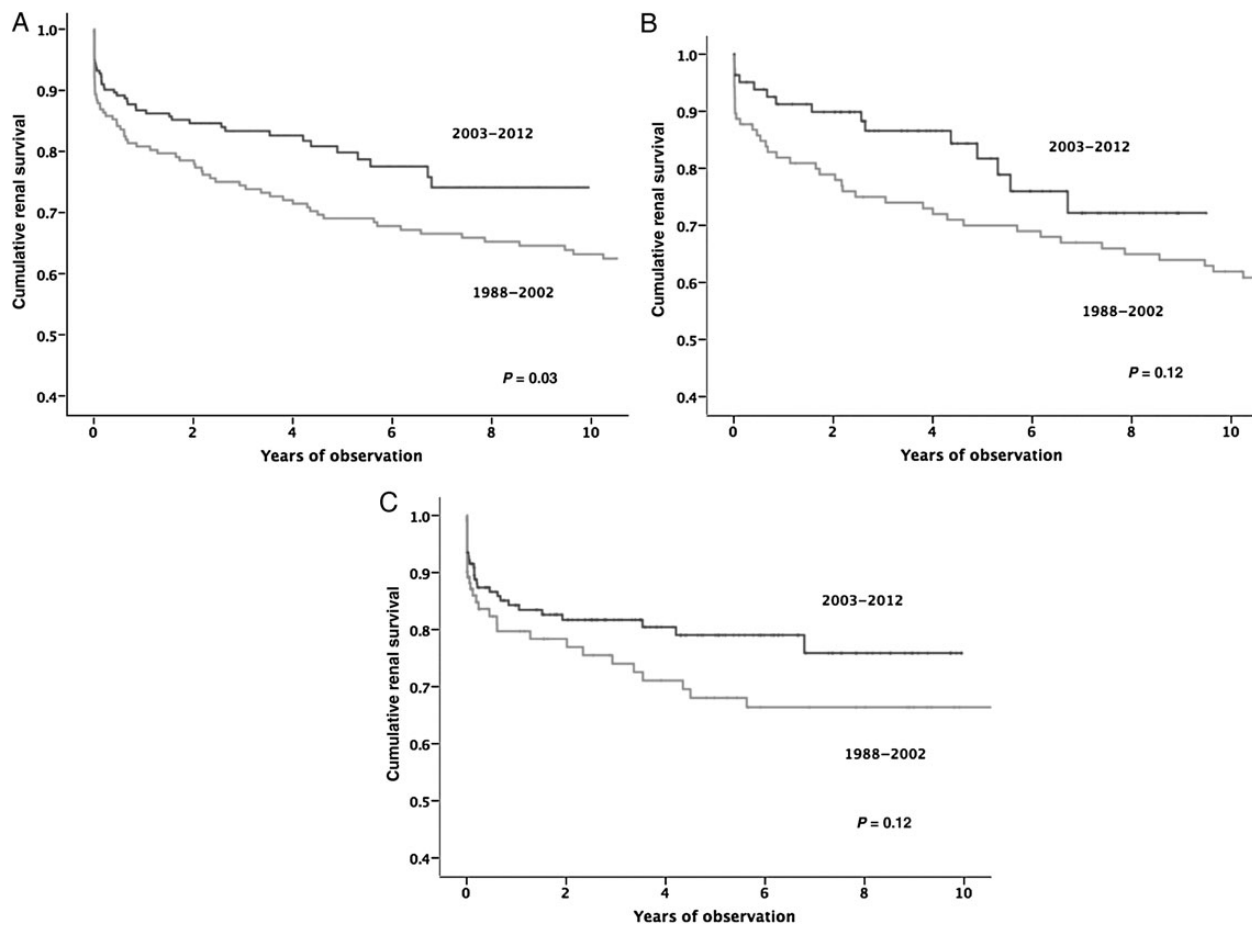 A
1.0
0.9
0.8
0.7
0.6
0.5
0.4
Cumulative renal survival
2003–2012
1988–2002
P = 0.03
0 2 4 6 8 10
Years of observation
B
1.0
0.9
0.8
0.7
0.6
0.5
0.4
Cumulative renal survival
2003–2012
1988–2002
P = 0.12
0 2 4 6 8 10
Years of observation
C
1.0
0.9
0.8
0.7
0.6
0.5
0.4
Cumulative renal survival
2003–2012
1988–2002
P = 0.12
0 2 4 6 8 10
Years of observation